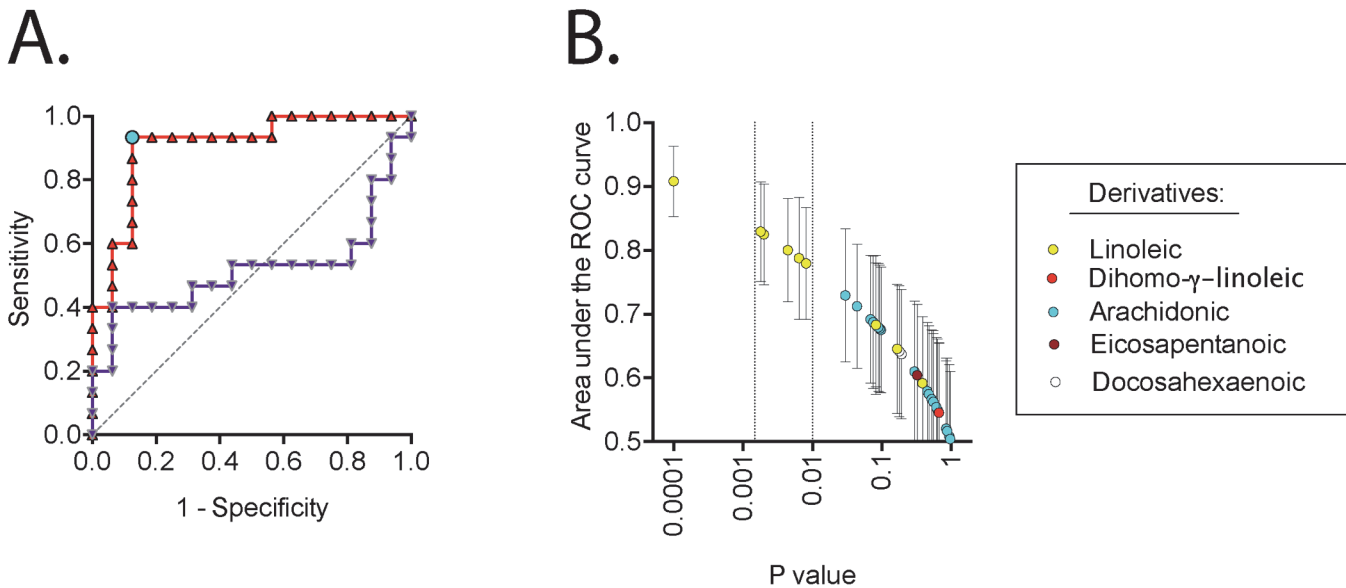 A.
Sensitivity
1.0
0.8
0.6
0.4
0.2
0.0
0.0 0.2 0.4 0.6 0.8 1.0
1 - Specificity
B.
Area under the ROC curve
1.0
0.9
0.8
0.7
0.6
0.5
0.0001 0.001 0.01 0.1 1
P value
Derivatives:
Linoleic
Dihomo-γ-linoleic
Arachidonic
Eicosapentanoic
Docosahexaenoic